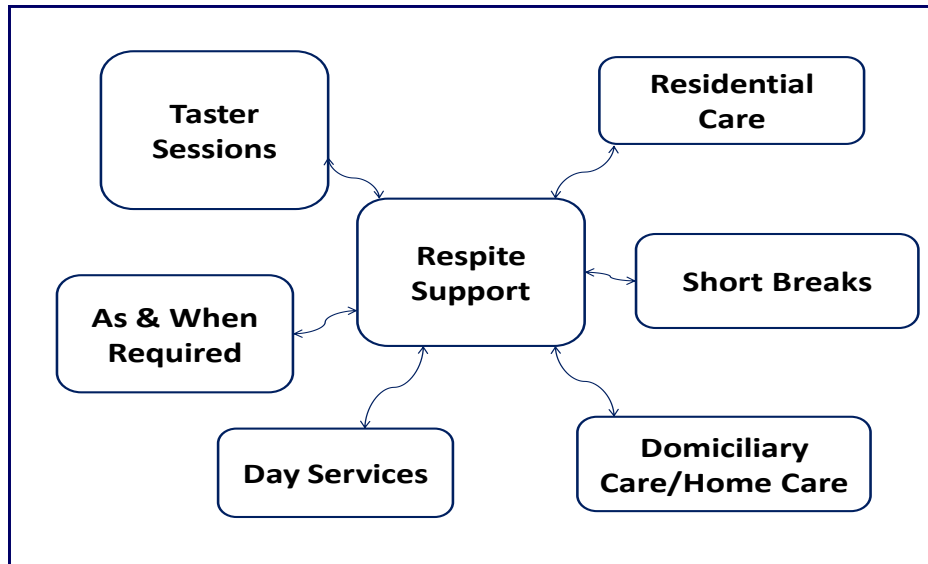 Taster
Sessions
Residential
Care
Respite
Support
Short Breaks
As & When
Required
Day Services
Domiciliary
Care/Home Care